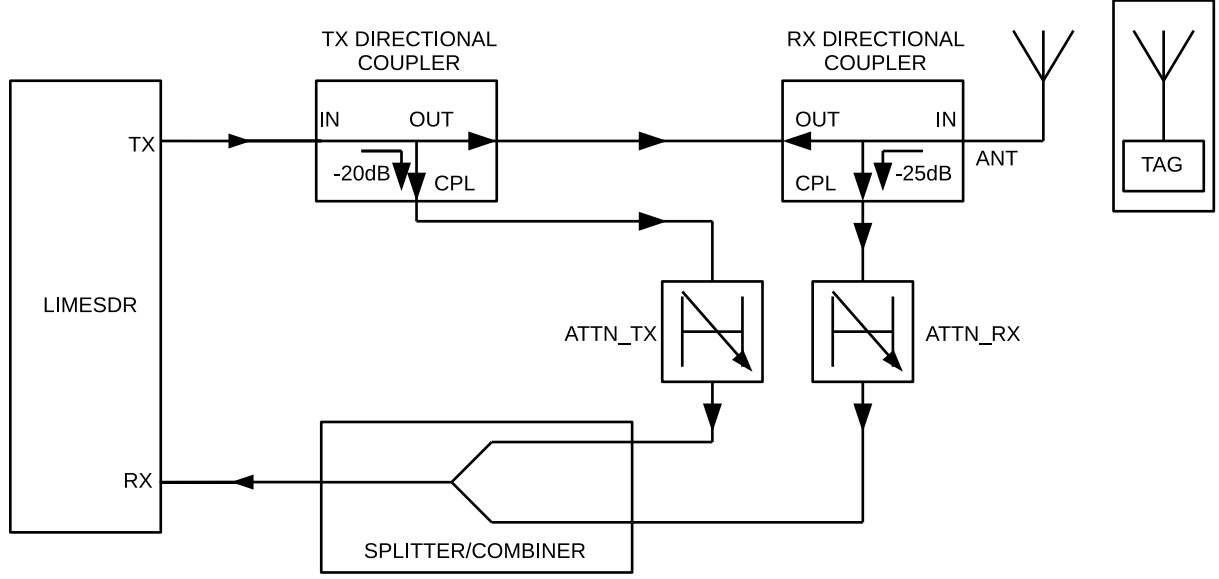 TX DIRECTIONAL
COUPLER
RX DIRECTIONAL
COUPLER
IN
OUT
OUT
IN
TX
-20dB
CPL
CPL
-25dB
ANT
TAG
LIMESDR
ATTN_TX
ATTN_RX
RX
SPLITTER/COMBINER